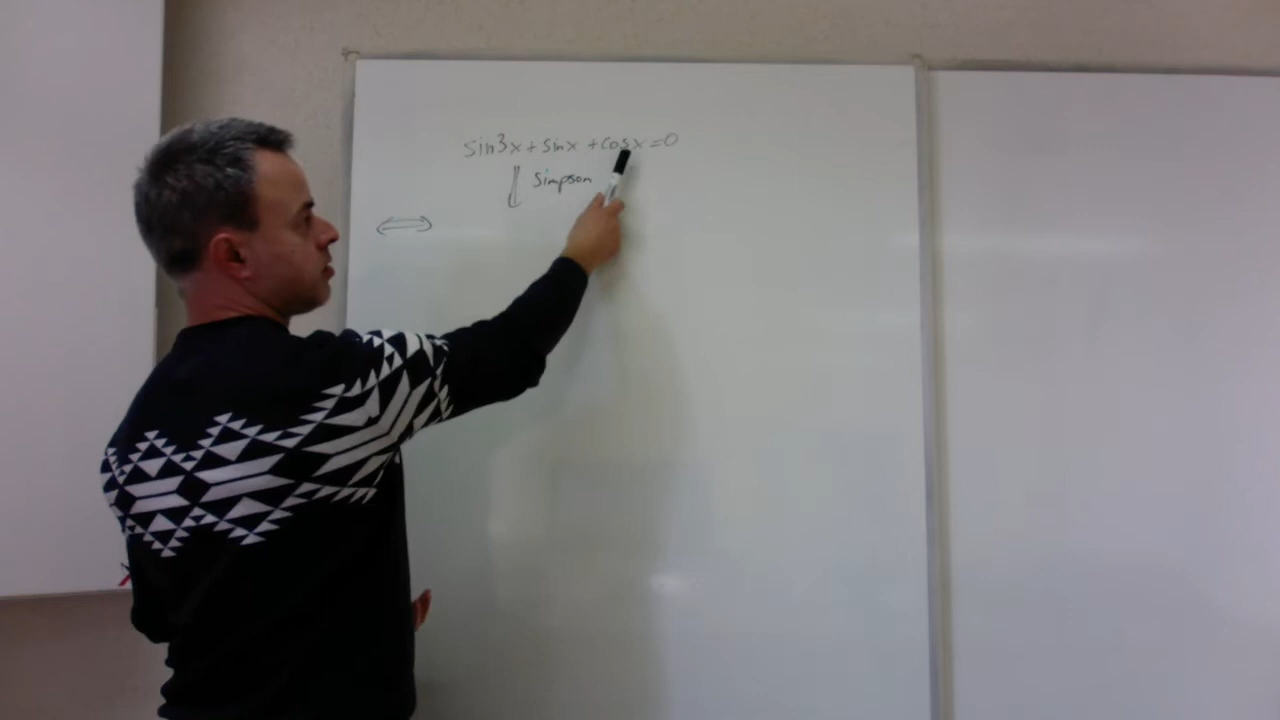 sin3x + sinx + cosx = 0
⇓ Simpson
⇔